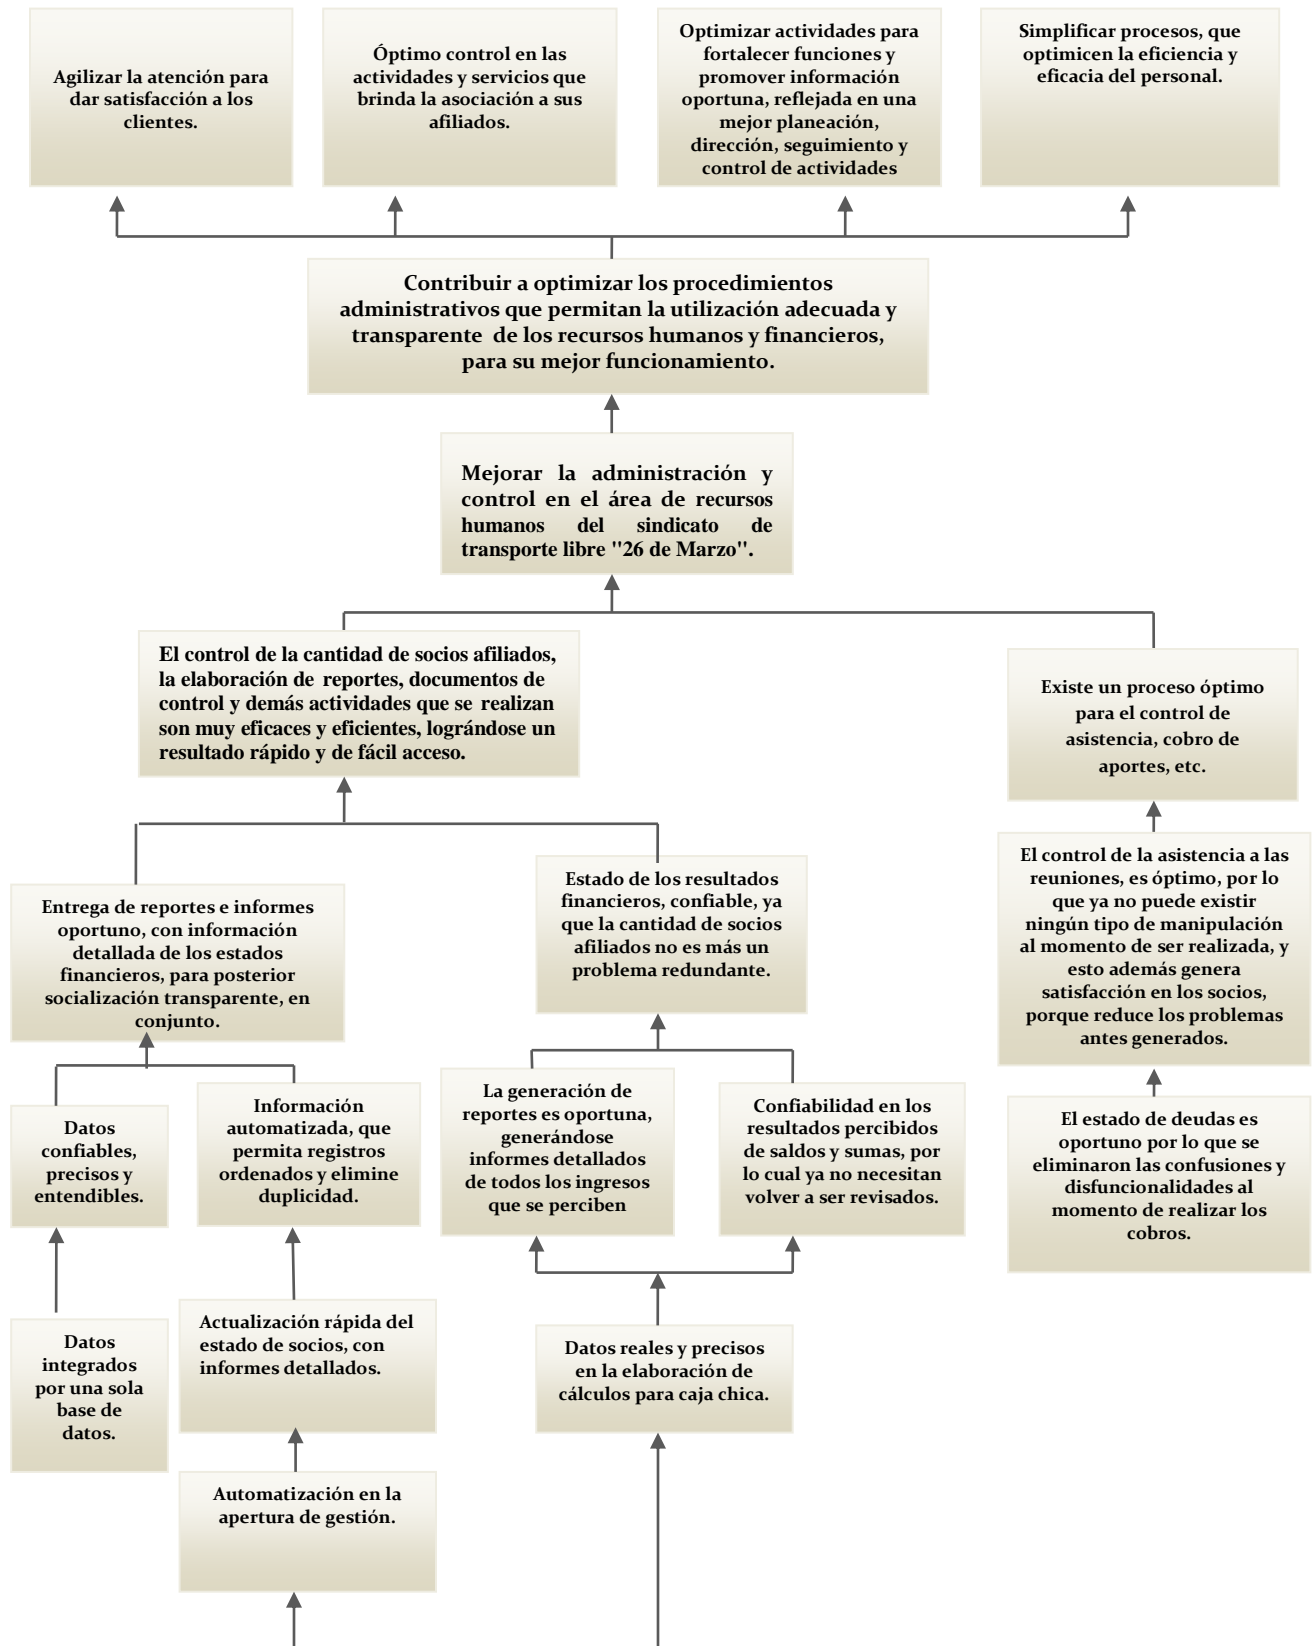 Agilizar la atención para
dar satisfacción a los
clientes.
Óptimo control en las
actividades y servicios que
brinda la asociación a sus
afiliados.
Optimizar actividades para
fortalecer funciones y
promover información
oportuna, reflejada en una
mejor planeación,
dirección, seguimiento y
control de actividades
Simplificar procesos, que
optimicen la eficiencia y
eficacia del personal.
Contribuir a optimizar los procedimientos
administrativos que permitan la utilización adecuada y
transparente de los recursos humanos y financieros,
para su mejor funcionamiento.
Mejorar la administración y
control en el área de recursos
humanos del sindicato de
transporte libre "26 de Marzo".
El control de la cantidad de socios afiliados,
la elaboración de reportes, documentos de
control y demás actividades que se realizan
son muy eficaces y eficientes, lográndose un
resultado rápido y de fácil acceso.
Existe un proceso óptimo
para el control de
asistencia, cobro de
aportes, etc.
Entrega de reportes e informes
oportuno, con información
detallada de los estados
financieros, para posterior
socialización transparente, en
conjunto.
Estado de los resultados
financieros, confiable, ya
que la cantidad de socios
afiliados no es más un
problema redundante.
El control de la asistencia a las
reuniones, es óptimo, por lo
que ya no puede existir
ningún tipo de manipulación
al momento de ser realizada, y
esto además genera
satisfacción en los socios,
porque reduce los problemas
antes generados.
Datos
confiables,
precisos y
entendibles.
Información
automatizada, que
permita registros
ordenados y elimine
duplicidad.
La generación de
reportes es oportuna,
generándose
informes detallados
de todos los ingresos
que se perciben
Confiabilidad en los
resultados percibidos
de saldos y sumas, por
lo cual ya no necesitan
volver a ser revisados.
El estado de deudas es
oportuno por lo que se
eliminaron las confusiones y
disfuncionalidades al
momento de realizar los
cobros.
Datos
integrados
por una sola
base de
datos.
Actualización rápida del
estado de socios, con
informes detallados.
Datos reales y precisos
en la elaboración de
cálculos para caja chica.
Automatización en la
apertura de gestión.